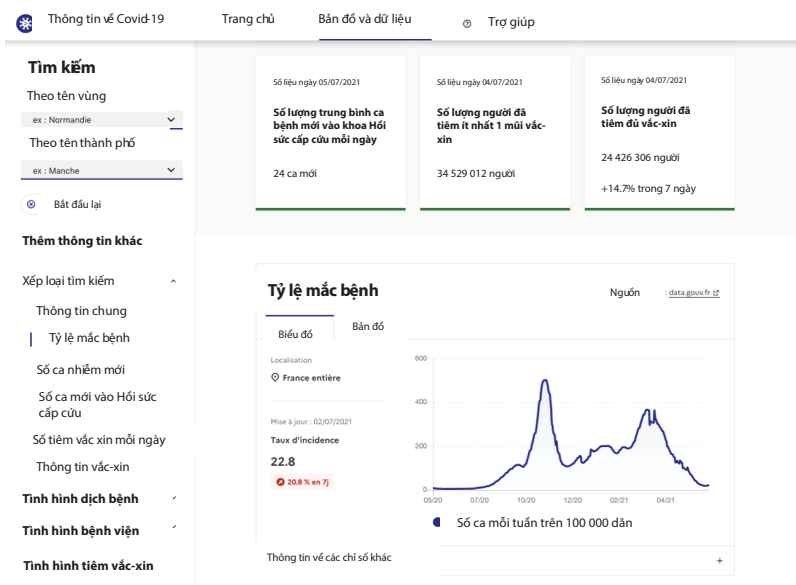 Thông tin về Covid-19
Trang chủ
Bản đồ và dữ liệu
Trợ giúp
Tìm kiếm
Theo tên vùng
ex : Normandie
Theo tên thành phố
ex : Manche
Bắt đầu lại
Thêm thông tin khác
Xếp loại tìm kiếm
Thông tin chung
Tỷ lệ mắc bệnh
Số ca nhiễm mới
Số ca mới vào Hồi sức
cấp cứu
Số tiêm vắc xin mỗi ngày
Thông tin vắc-xin
Tình hình dịch bệnh
Tình hình bệnh viện
Tình hình tiêm vắc-xin
Số liệu ngày 05/07/2021
Số lượng trung bình ca
bệnh mới vào khoa Hồi
sức cấp cứu mỗi ngày
24 ca mới
Số liệu ngày 04/07/2021
Số lượng người đã
tiêm ít nhất 1 mũi vắc-
xin
34 529 012 người
Số liệu ngày 04/07/2021
Số lượng người đã
tiêm đủ vắc-xin
24 426 306 người
+14.7% trong 7 ngày
Tỷ lệ mắc bệnh
Nguồn : data.gouv.fr
Biểu đồ
Bản đồ
Localisation
France entière
Mise à jour : 02/07/2021
Taux d'incidence
22.8
20.8 % en 7j
600
400
200
0
05/20 07/20 10/20 12/20 02/21 04/21
Số ca mỗi tuần trên 100 000 dân
Thông tin về các chỉ số khác
+